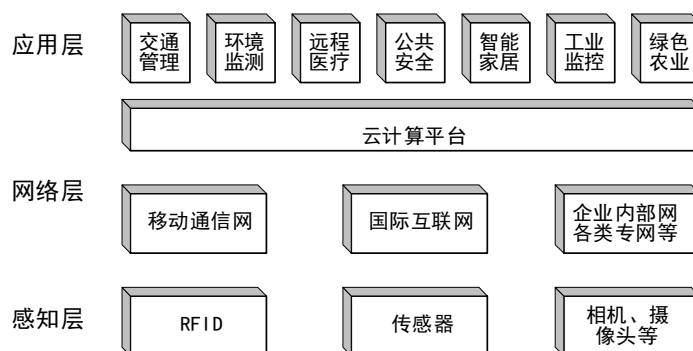 应用层
交通
管理
环境
监测
远程
医疗
公共
安全
智能
家居
工业
监控
绿色
农业
云计算平台
网络层
移动通信网
国际互联网
企业内部网
各类专网等
感知层
RFID
传感器
相机、摄
像头等